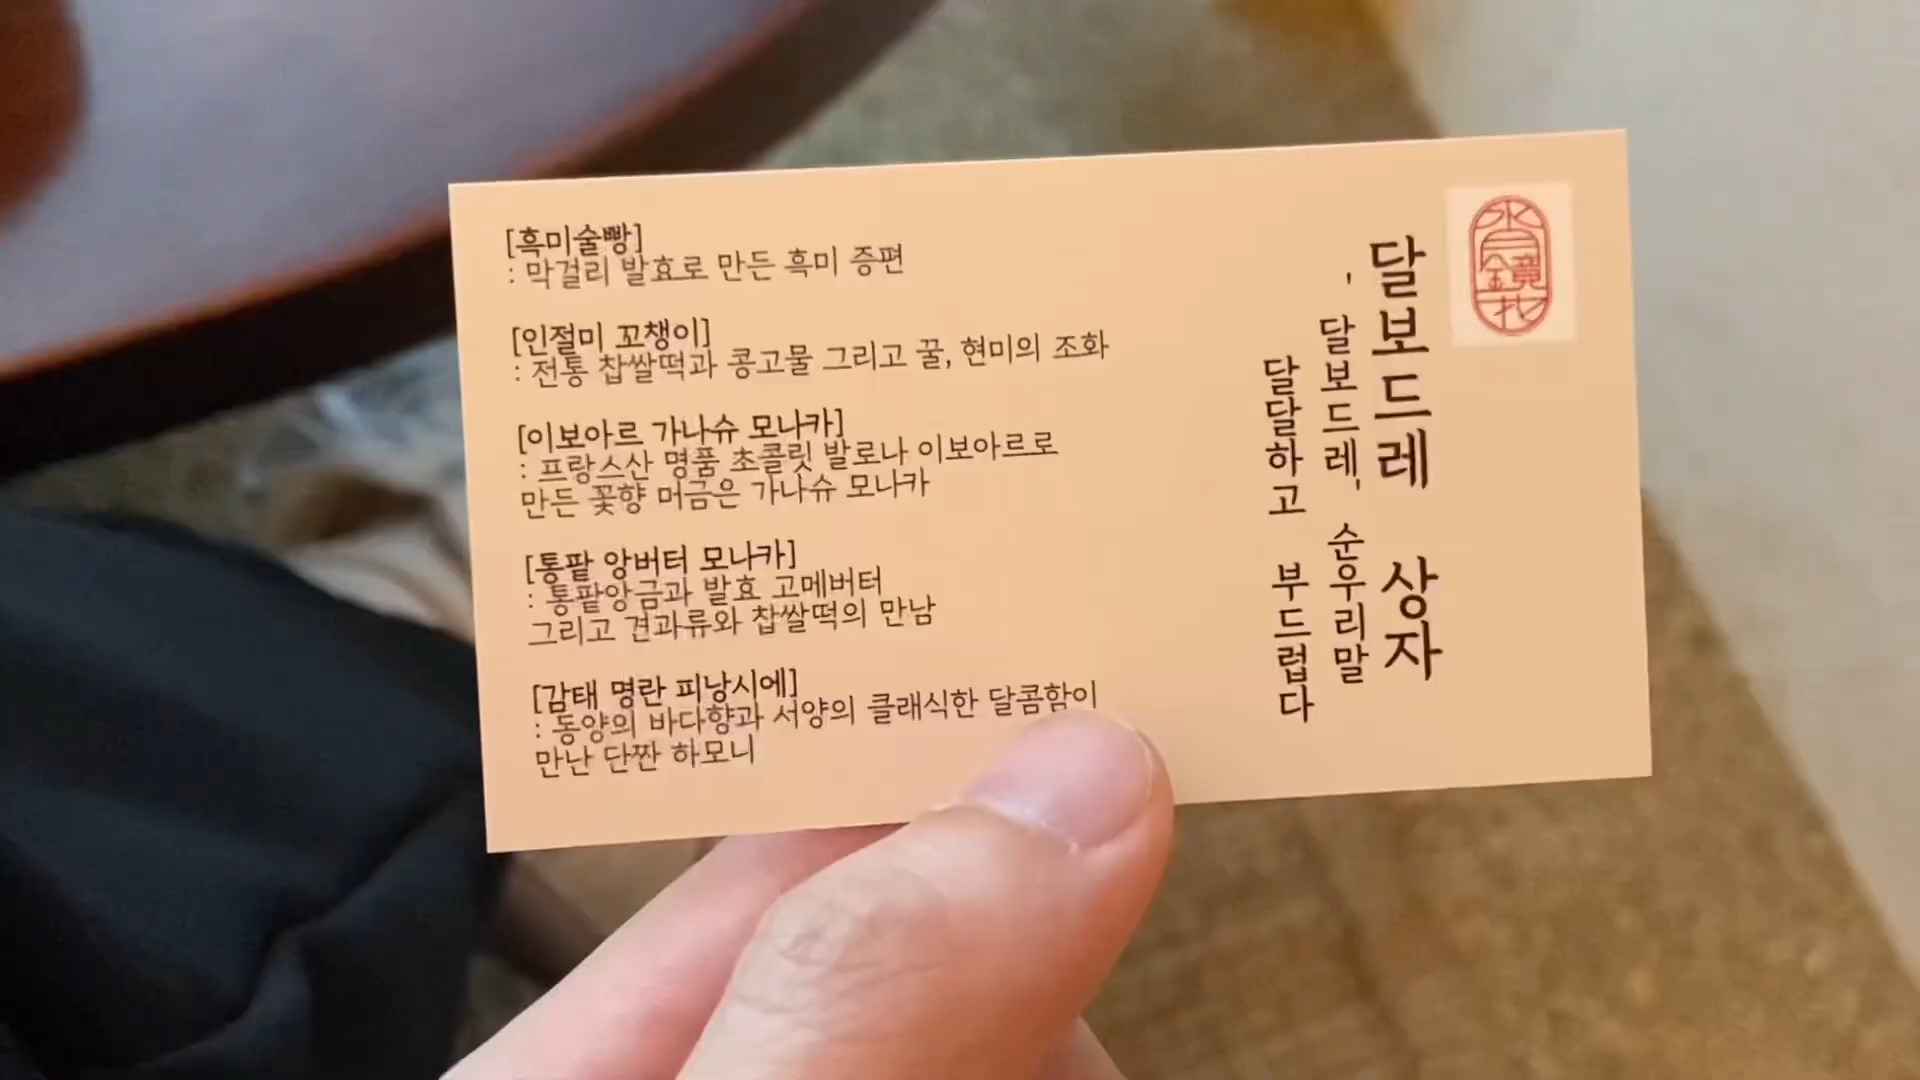 [흑미술빵]
: 막걸리 발효로 만든 흑미 증편
[인절미 꼬챙이]
: 전통 찹쌀떡과 콩고물 그리고 꿀, 현미의 조화
[이보아르 가나슈 모나카]
: 프랑스산 명품 초콜릿 발로나 이보아르로
만든 꽃향 머금은 가나슈 모나카
[통팥 앙버터 모나카]
: 통팥앙금과 발효 고메버터
그리고 견과류와 찹쌀떡의 만남
[감태 명란 피낭시에]
: 동양의 바다향과 서양의 클래식한 달콤함이
만난 단짠 하모니
달보드레 상자
'달보드레' 순우리말
달달하고 부드럽다